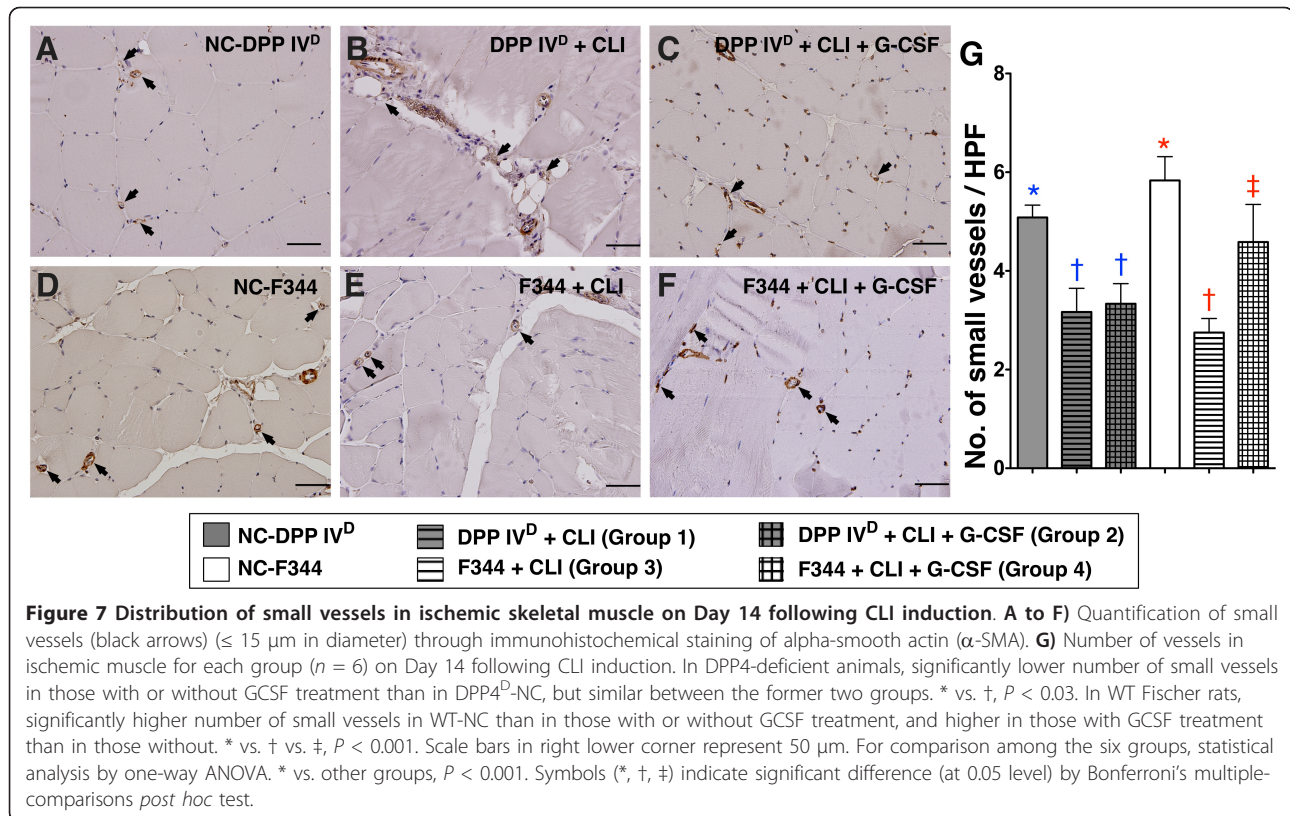 A
NC-DPP IVᴰ
B
DPP IVᴰ + CLI
C
DPP IVᴰ + CLI + G-CSF
D
NC-F344
E
F344 + CLI
F
F344 + CLI + G-CSF
G
No. of small vessels / HPF
8
6
4
2
0
*
†
†
*
†
‡
NC-DPP IVᴰ
DPP IVᴰ + CLI (Group 1)
DPP IVᴰ + CLI + G-CSF (Group 2)
NC-F344
F344 + CLI (Group 3)
F344 + CLI + G-CSF (Group 4)
Figure 7 Distribution of small vessels in ischemic skeletal muscle on Day 14 following CLI induction. A to F) Quantification of small
vessels (black arrows) (≤ 15 μm in diameter) through immunohistochemical staining of alpha-smooth actin (α-SMA). G) Number of vessels in
ischemic muscle for each group (n = 6) on Day 14 following CLI induction. In DPP4-deficient animals, significantly lower number of small vessels
in those with or without GCSF treatment than in DPP4ᴰ-NC, but similar between the former two groups. * vs. †, P < 0.03. In WT Fischer rats,
significantly higher number of small vessels in WT-NC than in those with or without GCSF treatment, and higher in those with GCSF treatment
than in those without. * vs. † vs. ‡, P < 0.001. Scale bars in right lower corner represent 50 μm. For comparison among the six groups, statistical
analysis by one-way ANOVA. * vs. other groups, P < 0.001. Symbols (*, †, ‡) indicate significant difference (at 0.05 level) by Bonferroni's multiple-
comparisons post hoc test.